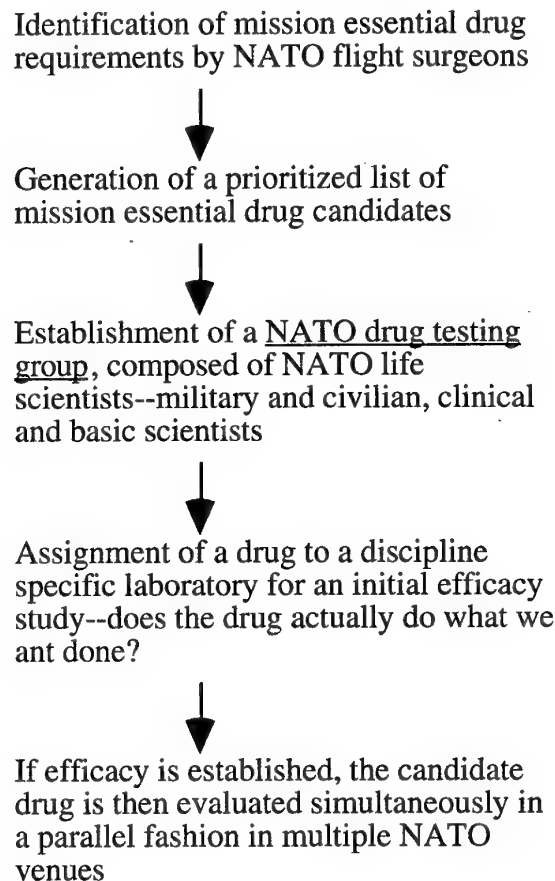 Identification of mission essential drug
requirements by NATO flight surgeons
Generation of a prioritized list of
mission essential drug candidates
Establishment of a NATO drug testing
group, composed of NATO life
scientists--military and civilian, clinical
and basic scientists
Assignment of a drug to a discipline
specific laboratory for an initial efficacy
study--does the drug actually do what we
ant done?
If efficacy is established, the candidate
drug is then evaluated simultaneously in
a parallel fashion in multiple NATO
venues